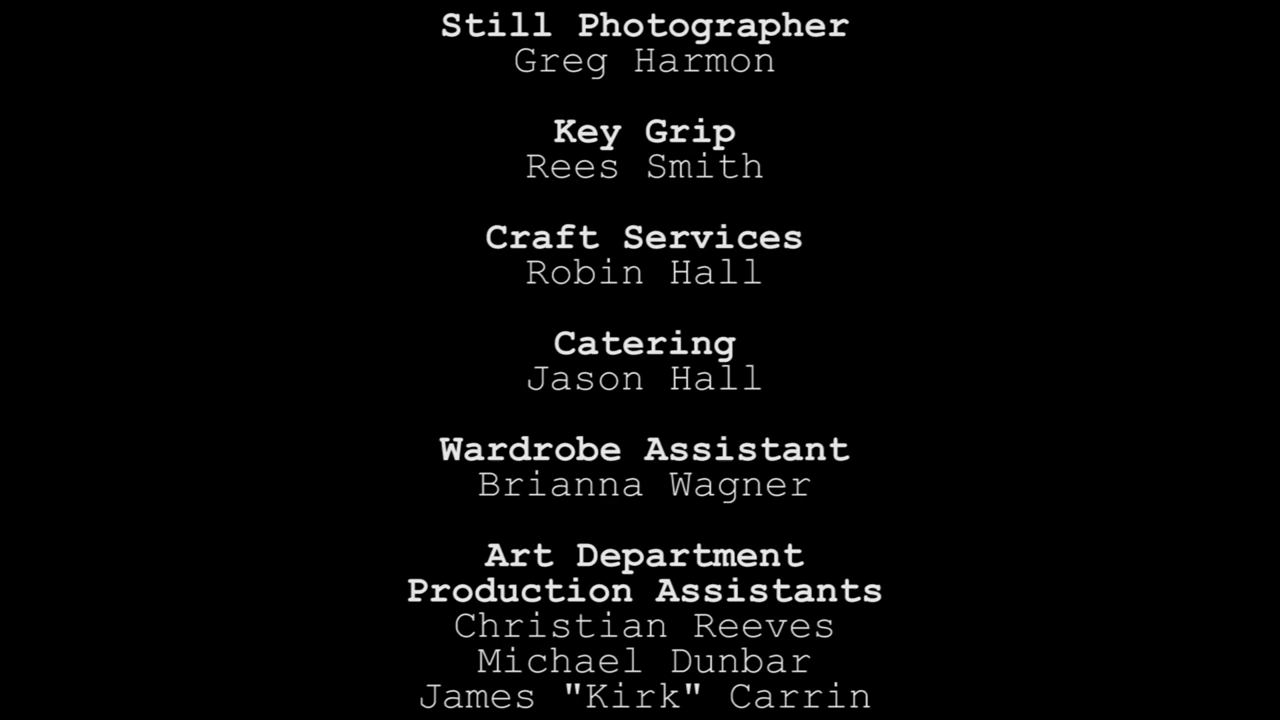 Still Photographer
Greg Harmon
Key Grip
Rees Smith
Craft Services
Robin Hall
Catering
Jason Hall
Wardrobe Assistant
Brianna Wagner
Art Department
Production Assistants
Christian Reeves
Michael Dunbar
James "Kirk" Carrin